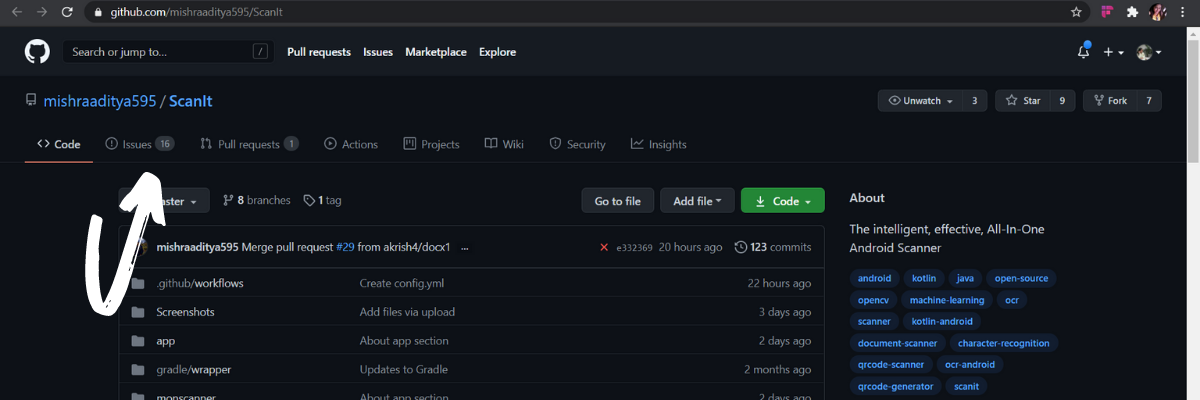 github.com/mishraaditya595/ScanIt
Search or jump to... / Pull requests Issues Marketplace Explore
mishraaditya595 / ScanIt Unwatch 3 Star 9 Fork 7
Code Issues 16 Pull requests 1 Actions Projects Wiki Security Insights
aster 8 branches 1 tag Go to file Add file Code
mishraaditya595 Merge pull request #29 from akrish4/docx1 ... e332369 20 hours ago 123 commits
.github/workflows Create config.yml 22 hours ago
Screenshots Add files via upload 3 days ago
app About app section 2 days ago
gradle/wrapper Updates to Gradle 2 months ago
monscanner About app section 2 days ago
About
The intelligent, effective, All-In-One
Android Scanner
android kotlin java open-source
opencv machine-learning ocr
scanner kotlin-android
document-scanner character-recognition
qrcode-scanner ocr-android
qrcode-generator scanit